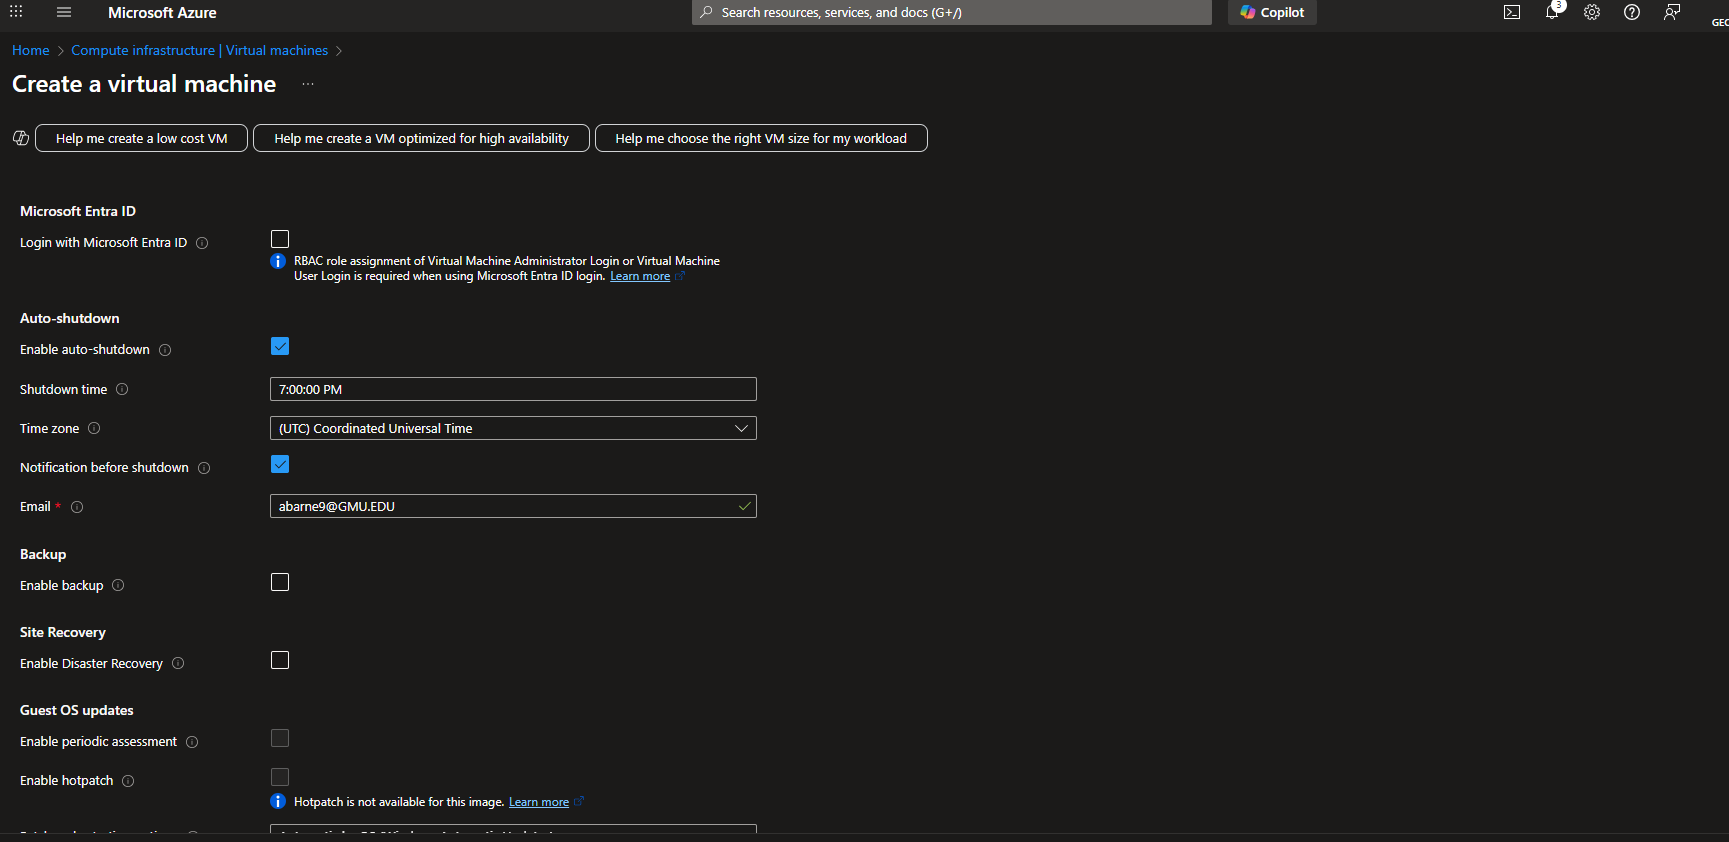 Microsoft Azure
Search resources, services, and docs (G+/)
Copilot
3
GEO
Home > Compute infrastructure | Virtual machines >
Create a virtual machine ...
Help me create a low cost VM
Help me create a VM optimized for high availability
Help me choose the right VM size for my workload
Microsoft Entra ID
Login with Microsoft Entra ID
RBAC role assignment of Virtual Machine Administrator Login or Virtual Machine
User Login is required when using Microsoft Entra ID login. Learn more
Auto-shutdown
Enable auto-shutdown
Shutdown time
7:00:00 PM
Time zone
(UTC) Coordinated Universal Time
Notification before shutdown
Email *
abarne9@GMU.EDU
Backup
Enable backup
Site Recovery
Enable Disaster Recovery
Guest OS updates
Enable periodic assessment
Enable hotpatch
Hotpatch is not available for this image. Learn more